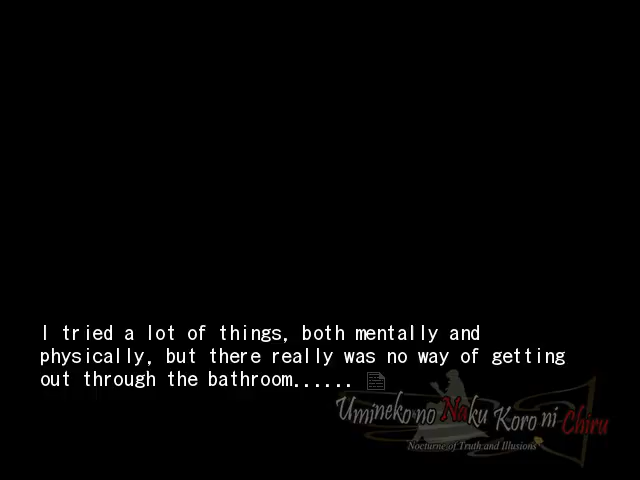 I tried a lot of things, both mentally and
physically, but there really was no way of getting
out through the bathroom......
Umineko no Naku Koro ni Chiru
Nocturne of Truth and Illusions